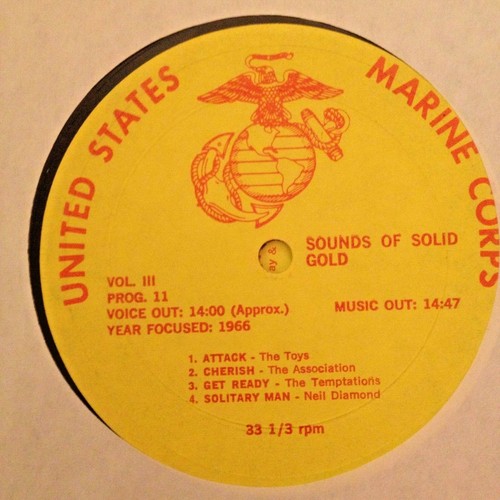 UNITED STATES
MARINE CORPS
ay &
SOUNDS OF SOLID
GOLD
VOL. III
PROG. 11
VOICE OUT: 14:00 (Approx.)
MUSIC OUT: 14:47
YEAR FOCUSED: 1966
1. ATTACK - The Toys
2. CHERISH - The Association
3. GET READY - The Temptations
4. SOLITARY MAN - Neil Diamond
33 1/3 rpm